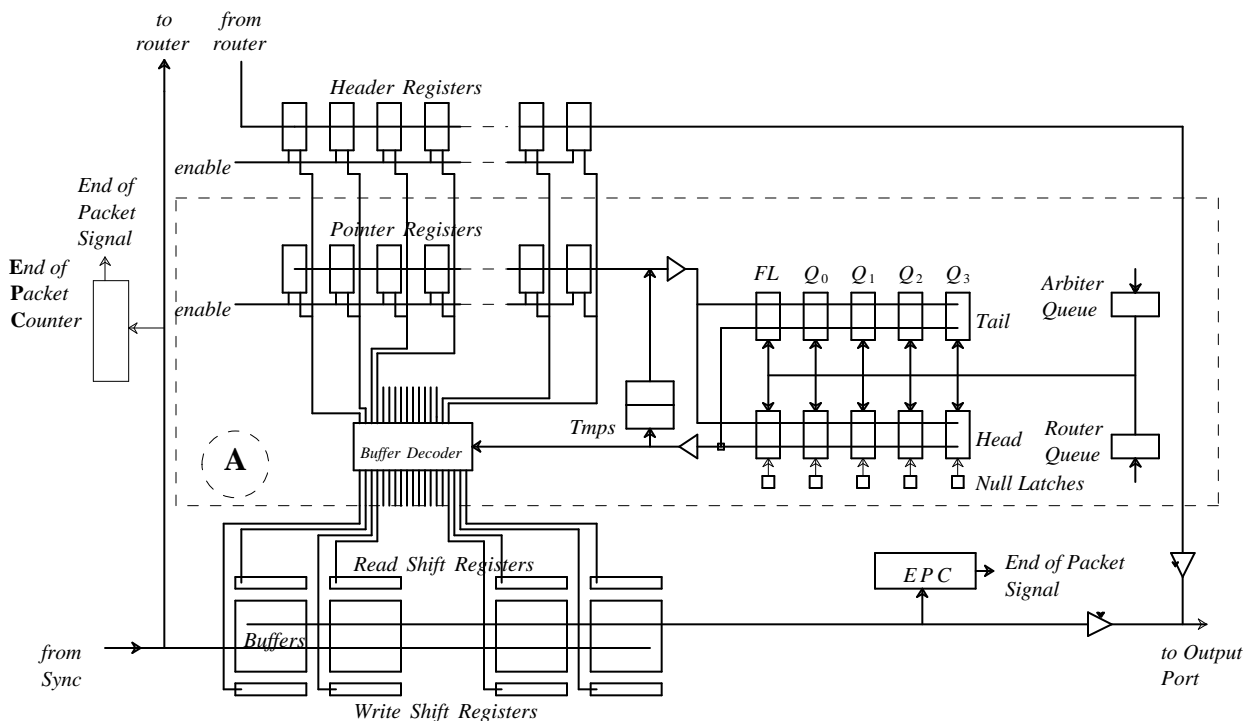 to
router
from
router
Header Registers
enable
End of
Packet
Signal
Pointer Registers
End of
Packet
Counter
enable
FL Q0 Q1 Q2 Q3
Tail
Arbiter
Queue
Tmps
Head
Router
Queue
Buffer Decoder
A
Null Latches
Read Shift Registers
EPC
End of Packet
Signal
Buffers
from
Sync
to Output
Port
Write Shift Registers